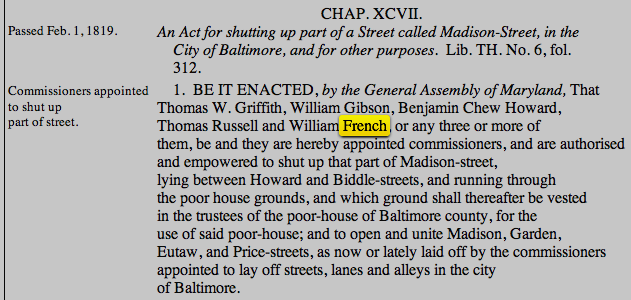 CHAP. XCVII.
Passed Feb. 1, 1819.
An Act for shutting up part of a Street called Madison-Street, in the
City of Baltimore, and for other purposes. Lib. TH. No. 6, fol.
312.
Commissioners appointed
to shut up
part of street.
1. BE IT ENACTED, by the General Assembly of Maryland, That
Thomas W. Griffith, William Gibson, Benjamin Chew Howard,
Thomas Russell and William French, or any three or more of
them, be and they are hereby appointed commissioners, and are authorised
and empowered to shut up that part of Madison-street,
lying between Howard and Biddle-streets, and running through
the poor house grounds, and which ground shall thereafter be vested
in the trustees of the poor-house of Baltimore county, for the
use of said poor-house; and to open and unite Madison, Garden,
Eutaw, and Price-streets, as now or lately laid off by the commissioners
appointed to lay off streets, lanes and alleys in the city
of Baltimore.